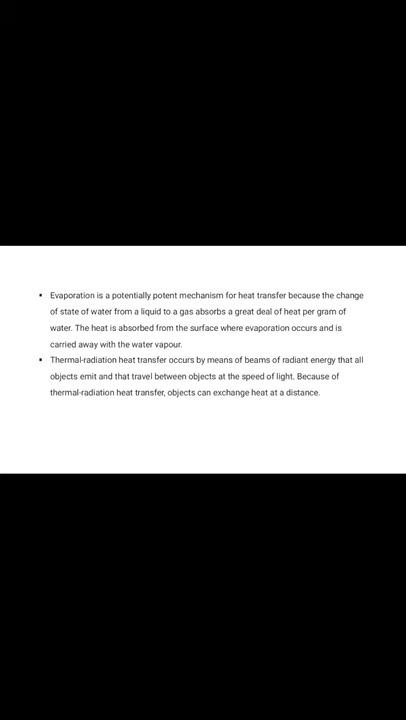 ▪ Evaporation is a potentially potent mechanism for heat transfer because the change
of state of water from a liquid to a gas absorbs a great deal of heat per gram of
water. The heat is absorbed from the surface where evaporation occurs and is
carried away with the water vapour.
▪ Thermal-radiation heat transfer occurs by means of beams of radiant energy that all
objects emit and that travel between objects at the speed of light. Because of
thermal-radiation heat transfer, objects can exchange heat at a distance.